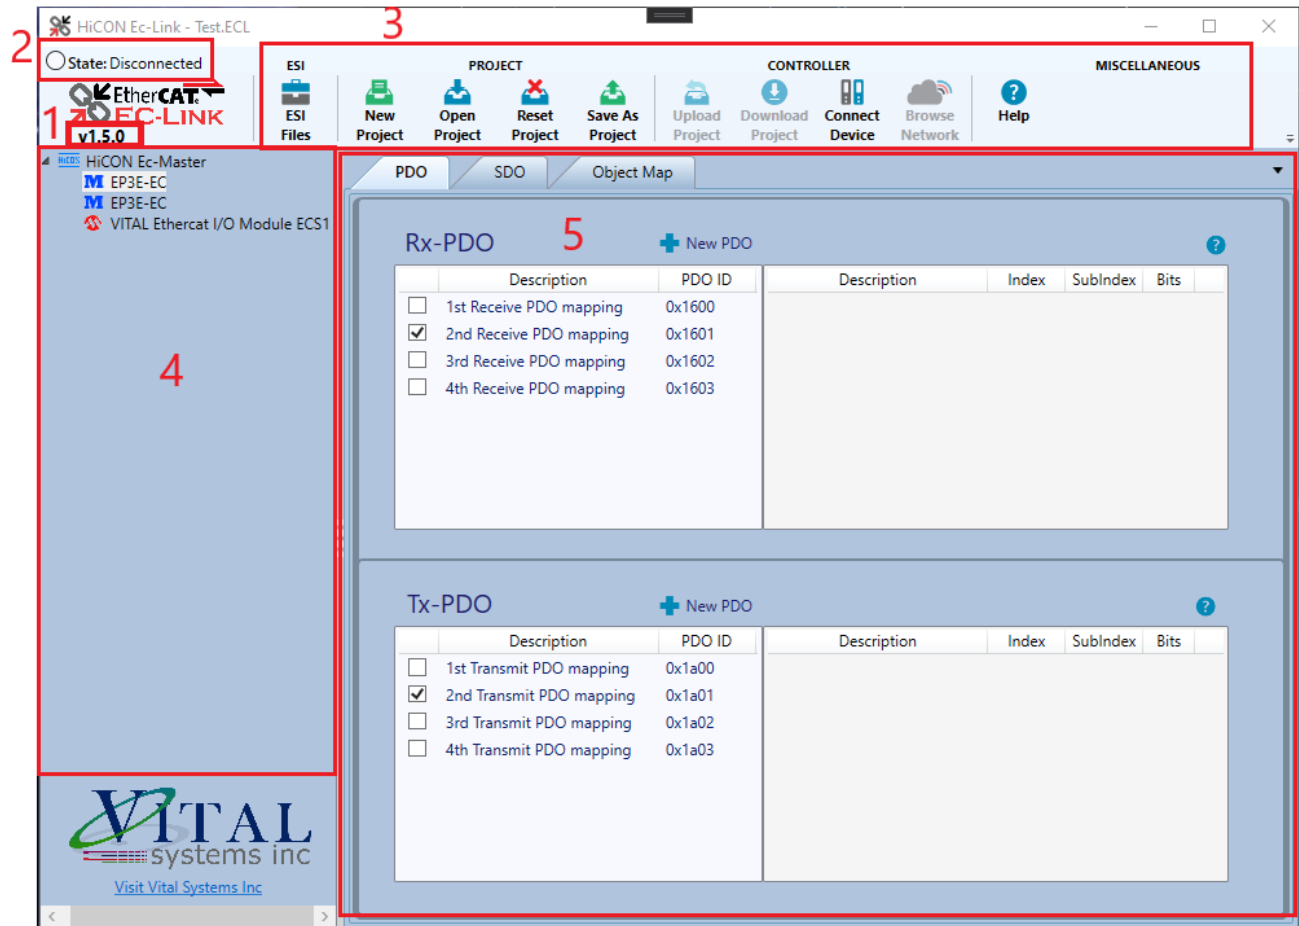 HiCON Ec-Link - Test.ECL
3
2
State: Disconnected
ESI
PROJECT
CONTROLLER
MISCELLANEOUS
EtherCAT
EC-LINK
1
v1.5.0
ESI Files
New Project
Open Project
Reset Project
Save As Project
Upload Project
Download Project
Connect Device
Browse Network
Help
HiCON Ec-Master
EP3E-EC
EP3E-EC
VITAL Ethercat I/O Module ECS1
4
PDO SDO Object Map
5
Rx-PDO New PDO
Description PDO ID Description Index SubIndex Bits
1st Receive PDO mapping 0x1600
2nd Receive PDO mapping 0x1601
3rd Receive PDO mapping 0x1602
4th Receive PDO mapping 0x1603
Tx-PDO New PDO
Description PDO ID Description Index SubIndex Bits
1st Transmit PDO mapping 0x1a00
2nd Transmit PDO mapping 0x1a01
3rd Transmit PDO mapping 0x1a02
4th Transmit PDO mapping 0x1a03
VITAL
systems inc
Visit Vital Systems Inc